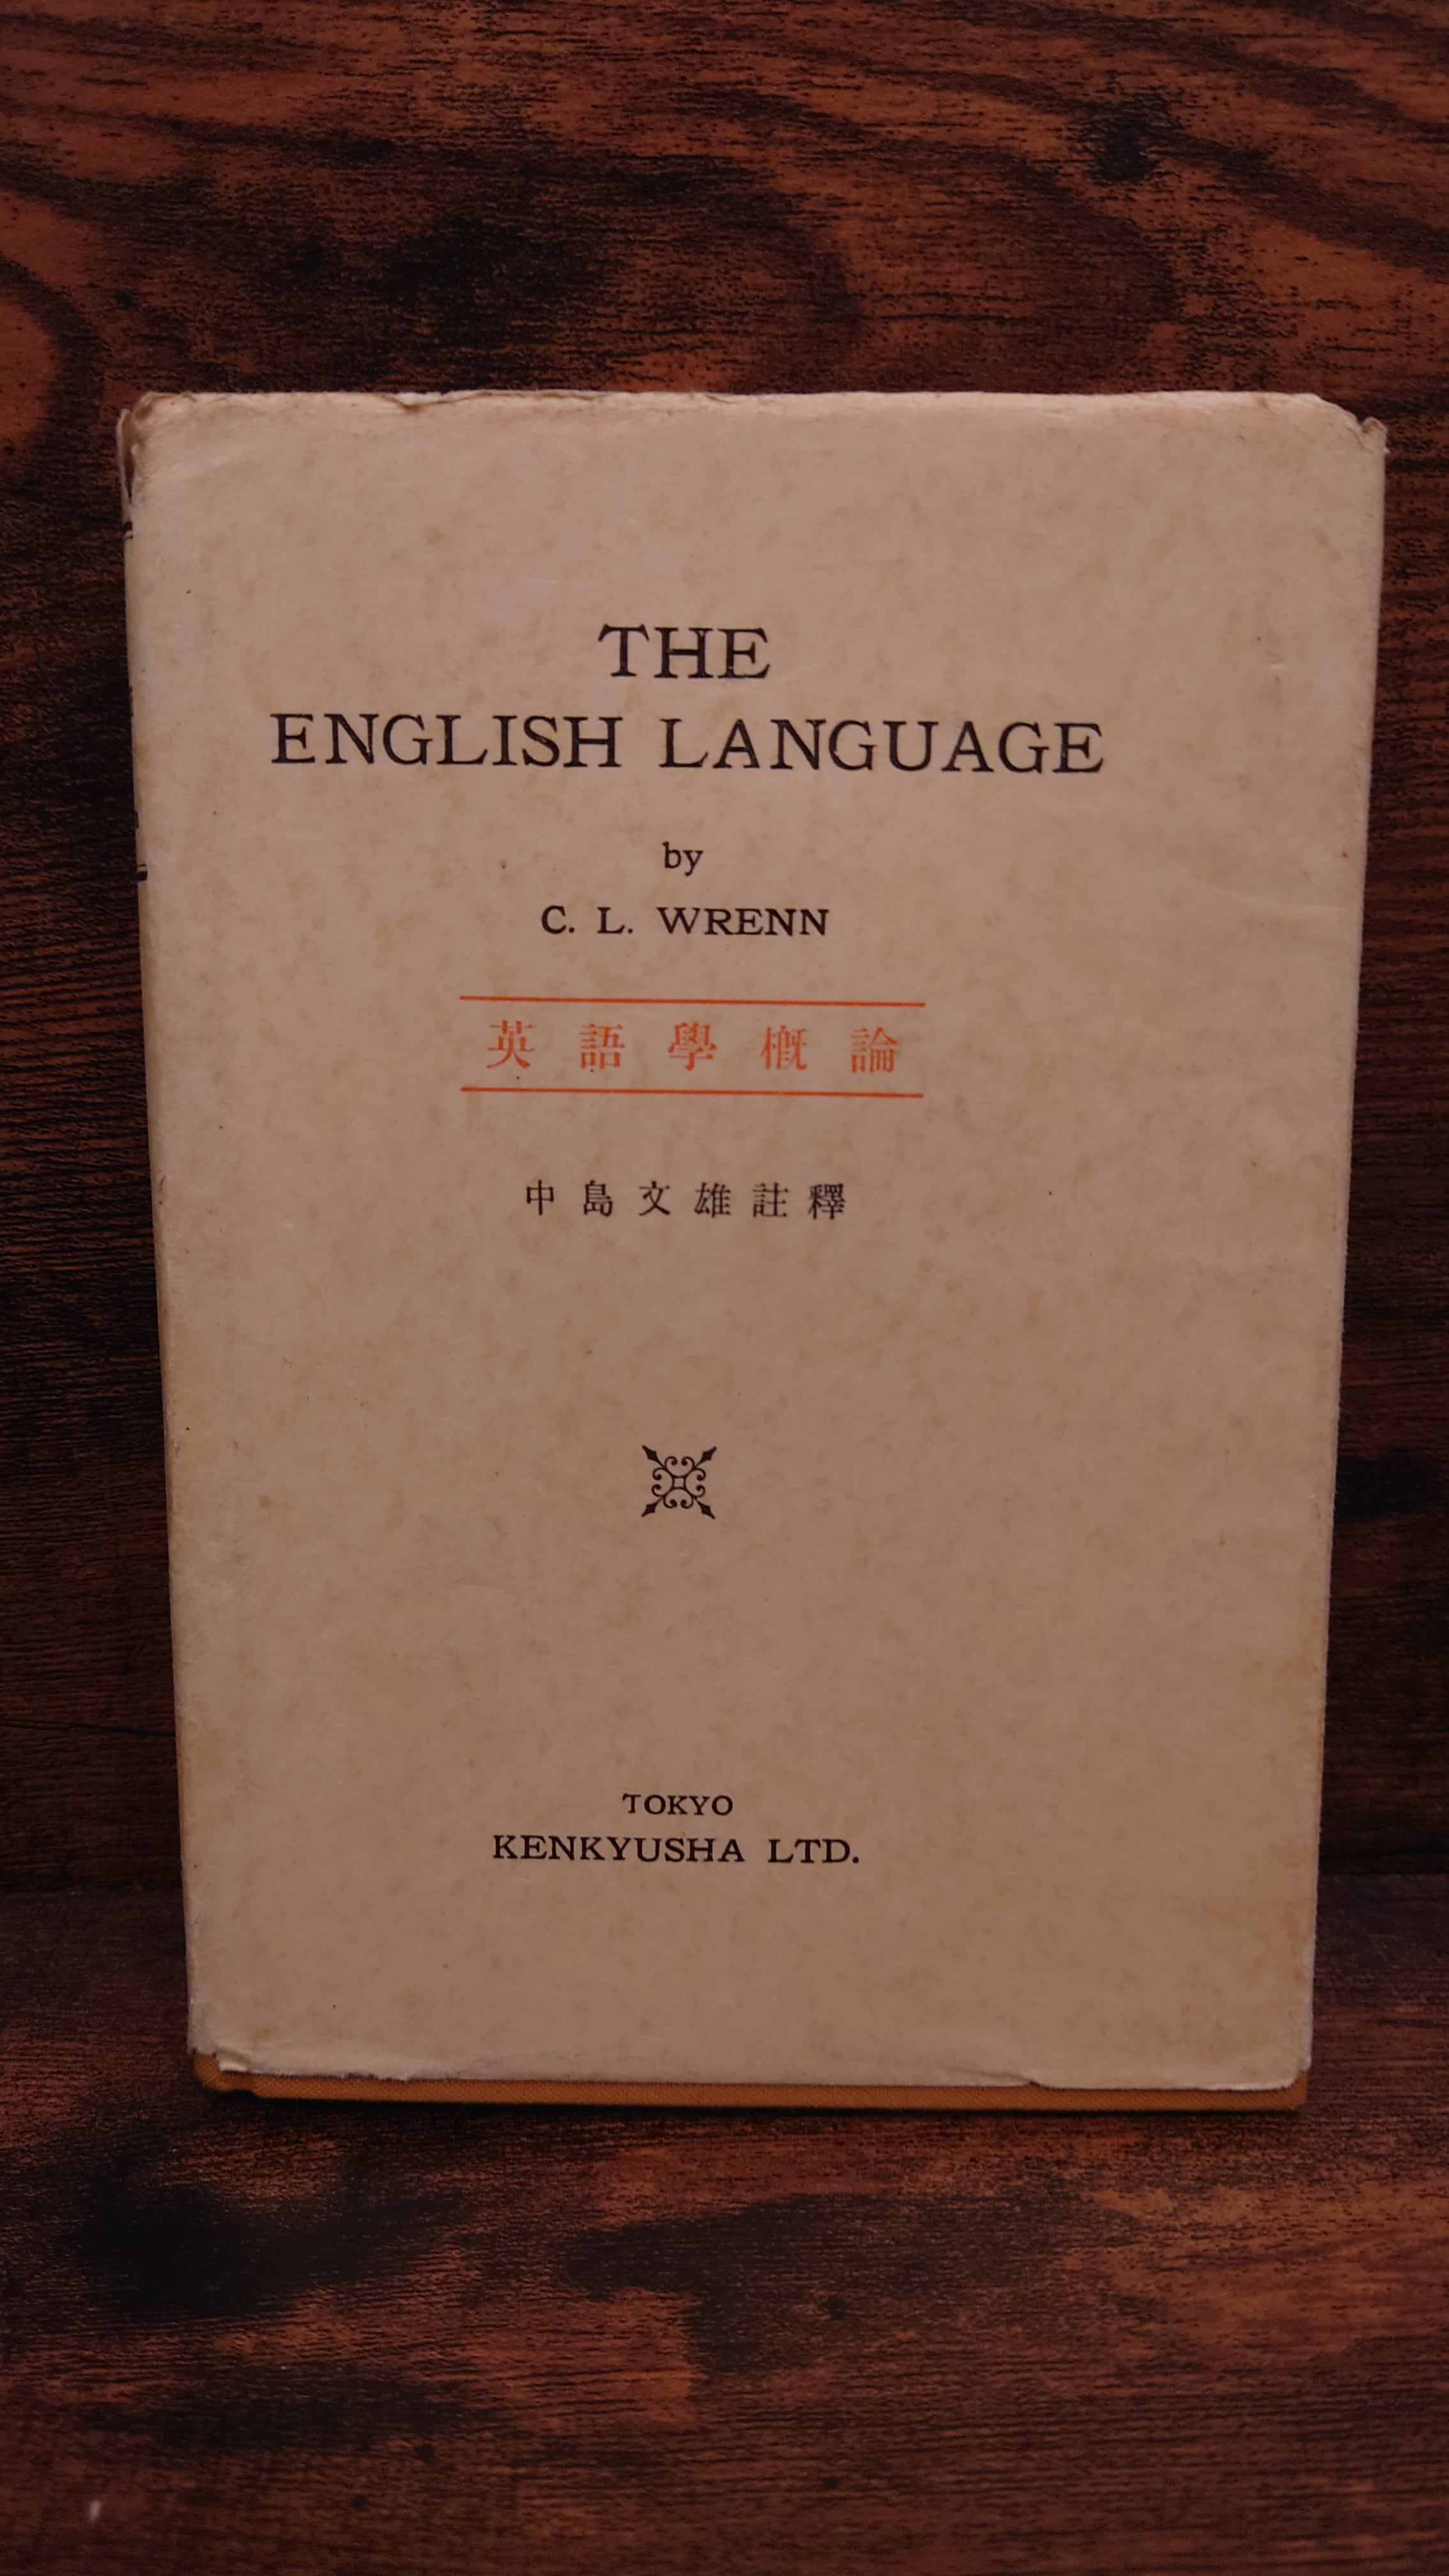 THE
ENGLISH LANGUAGE
by
C. L. WRENN
英語學概論
中島文雄註釋
TOKYO
KENKYUSHA LTD.